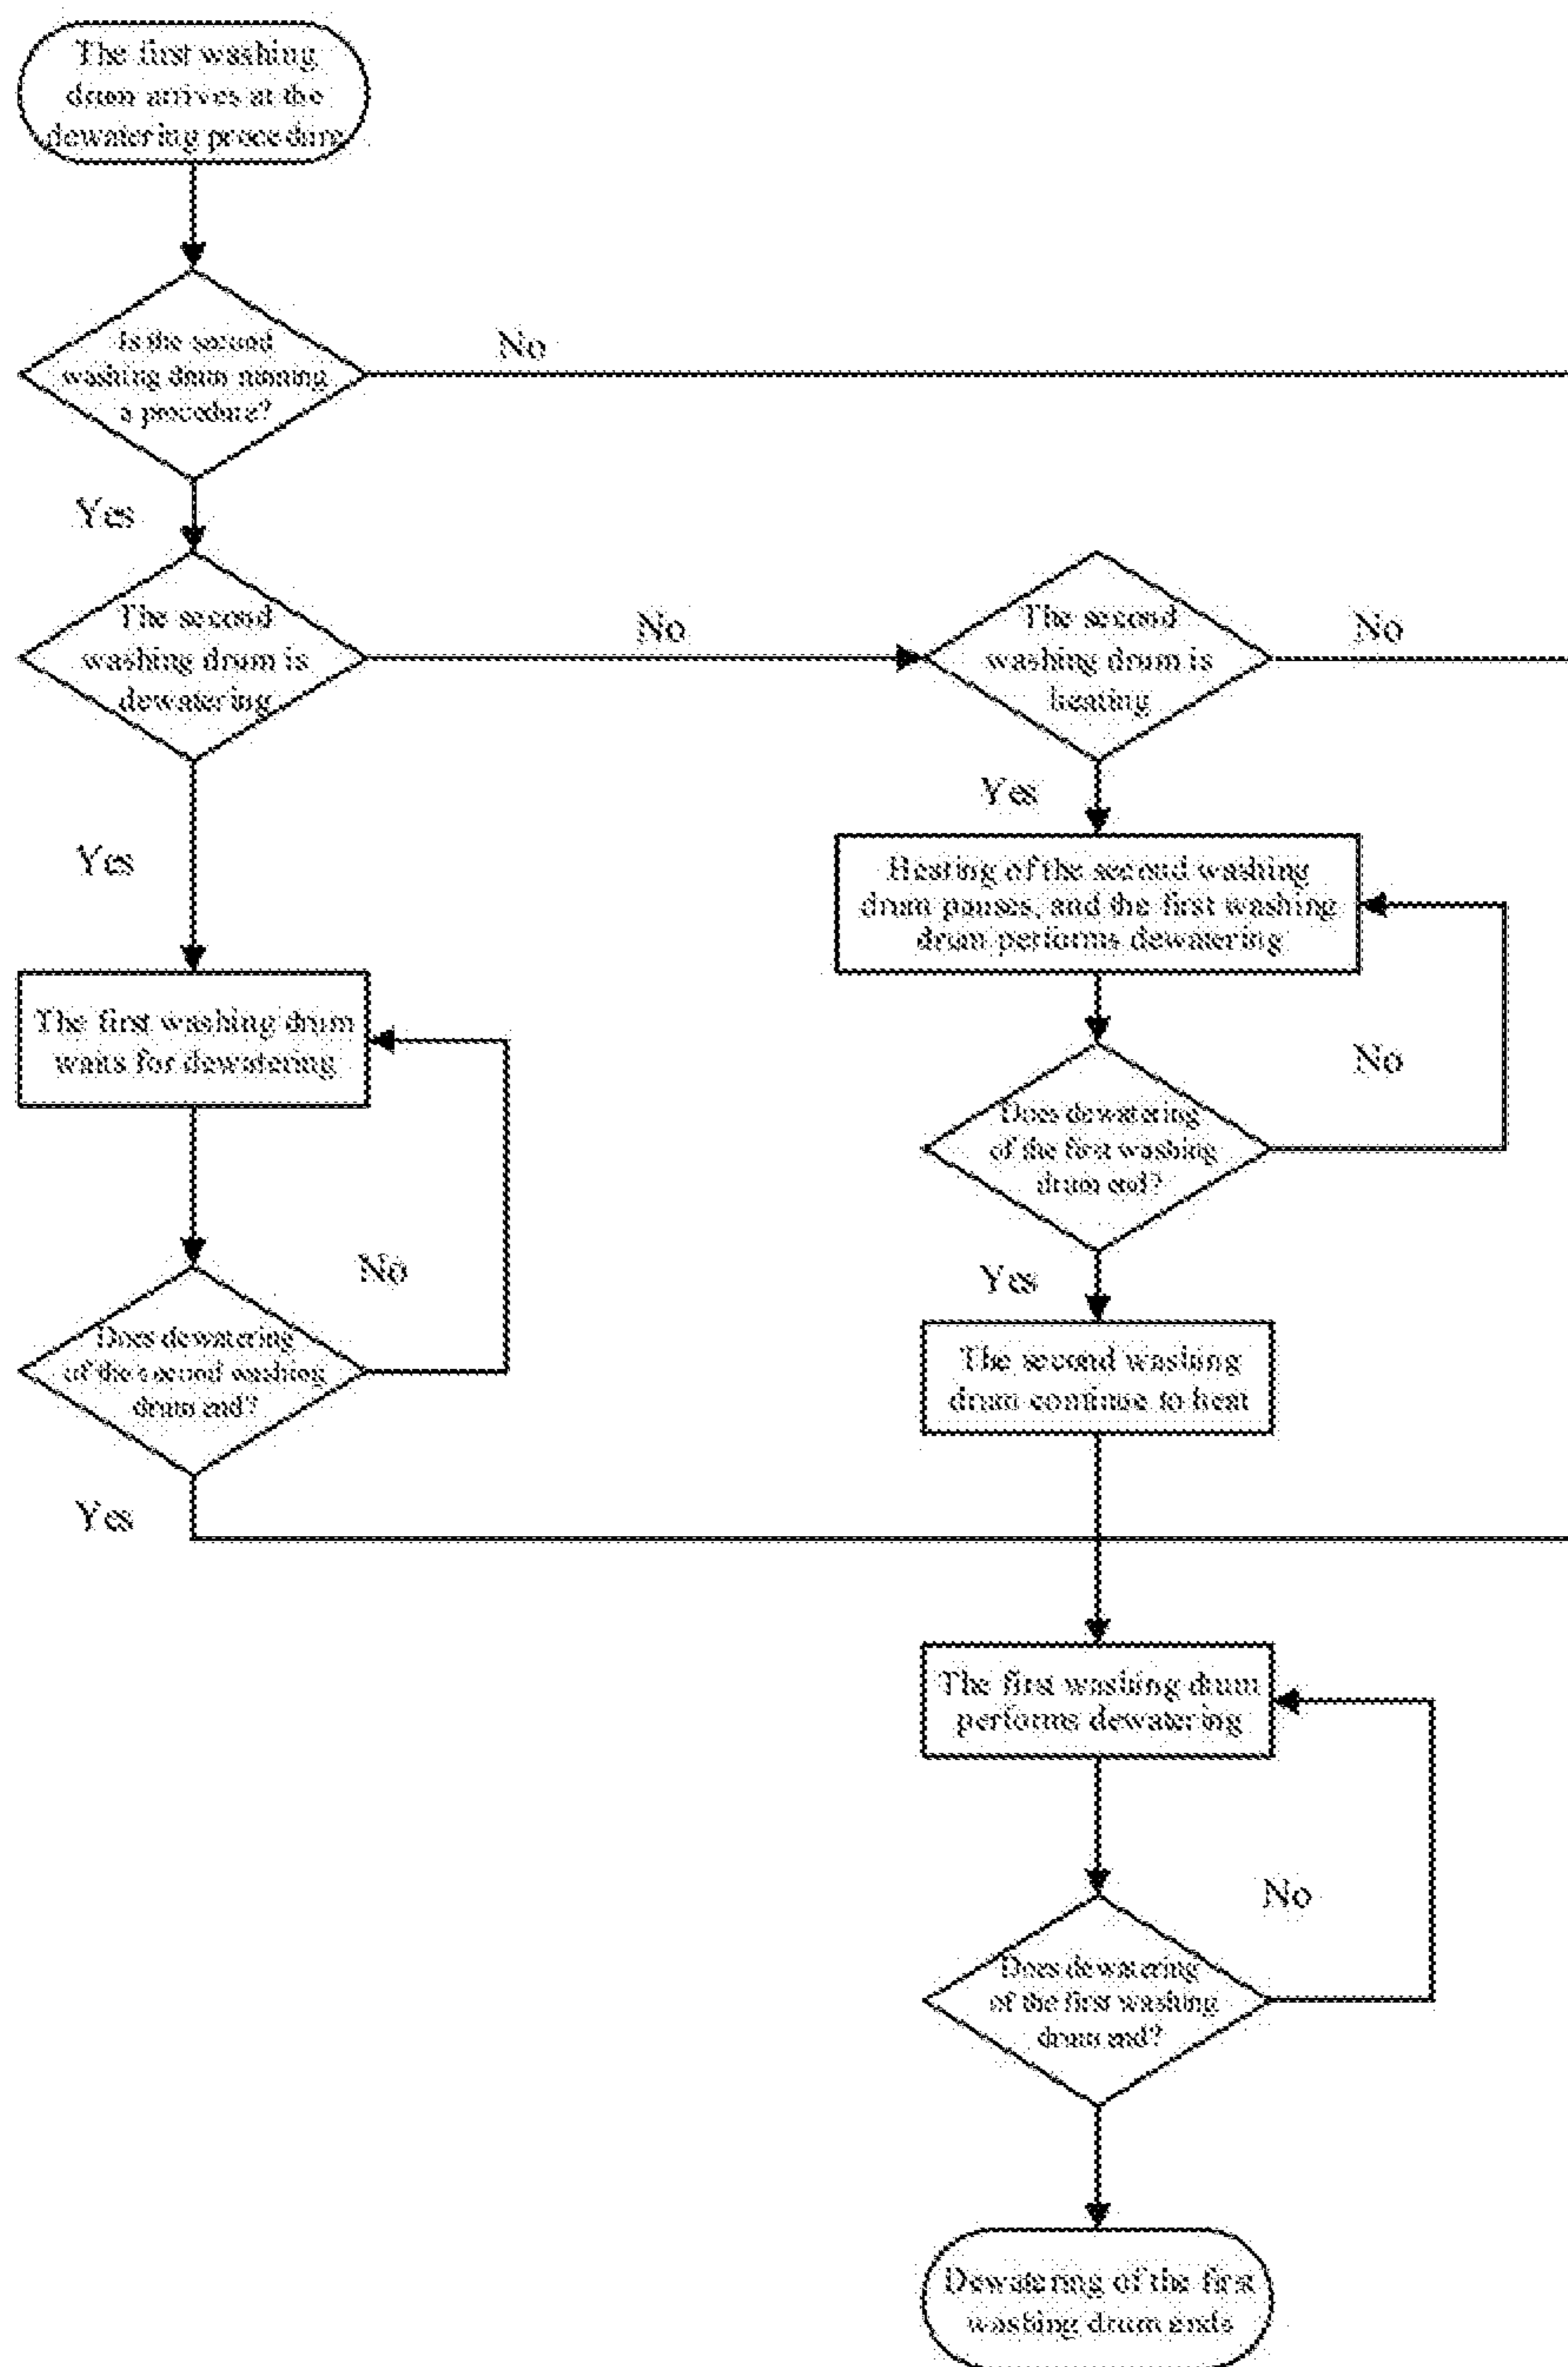 The first washing
drum arrives at the
dewatering procedure
Is the second
washing drum running
a procedure?
No
Yes
The second
washing drum is
dewatering
No
The second
washing drum is
heating
No
Yes
Yes
Heating of the second washing
drum pauses, and the first washing
drum performs dewatering
The first washing drum
waits for dewatering
No
Does dewatering
of the first washing
drum end?
No
Yes
Does dewatering
of the second washing
drum end?
The second washing
drum continue to heat
Yes
The first washing drum
performs dewatering
No
Does dewatering
of the first washing
drum end?
Dewatering of the first
washing drum ends